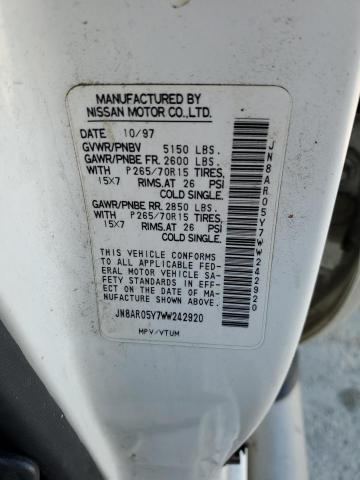 MANUFACTURED BY
NISSAN MOTOR CO.,LTD.
DATE 10/97
GVWR/PNBV 5150 LBS.
GAWR/PNBE FR. 2600 LBS.
WITH P265/70R15 TIRES,
15X7 RIMS,AT 26 PSI
COLD SINGLE.
GAWR/PNBE RR. 2850 LBS.
WITH P265/70R15 TIRES,
15X7 RIMS,AT 26 PSI
COLD SINGLE.
THIS VEHICLE CONFORMS
TO ALL APPLICABLE FED-
ERAL MOTOR VEHICLE SA-
FETY STANDARDS IN EFF-
ECT ON THE DATE OF MA-
NUFACTURE SHOWN ABOVE.
JN8AR05Y7WW242920
MPV/VTUM
JN8AR05Y7WW242920